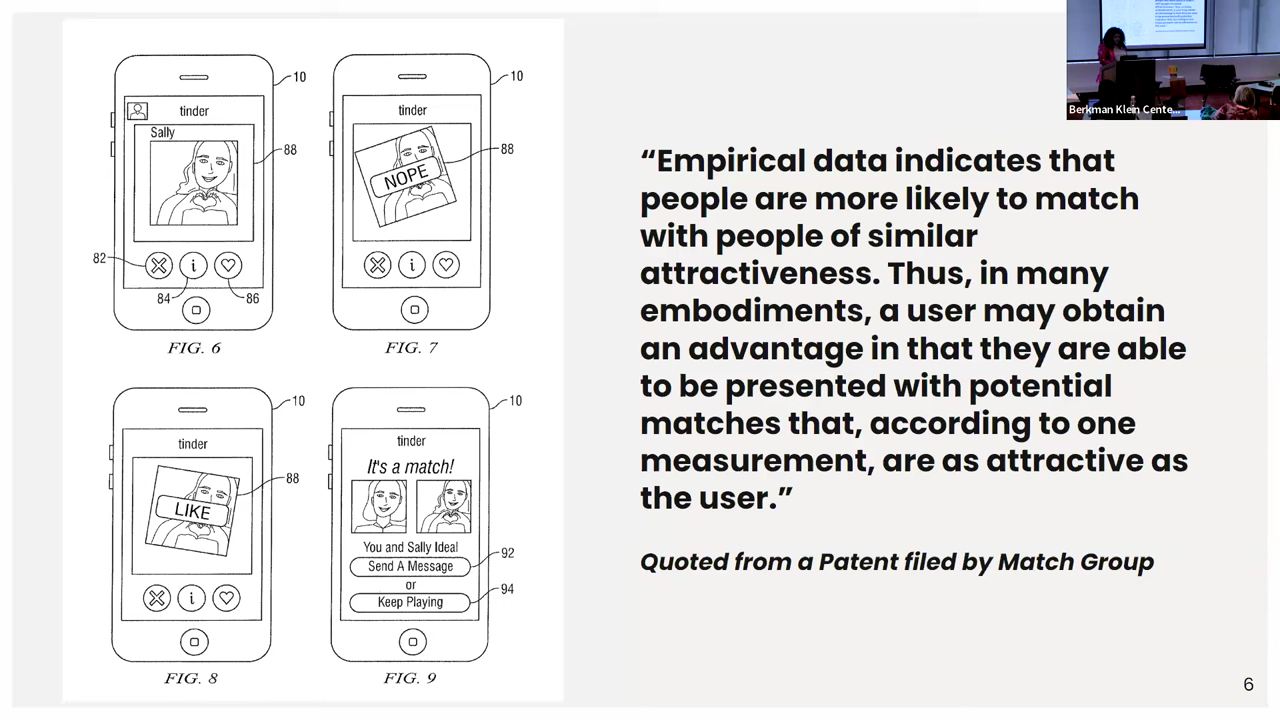 10
tinder
Sally
88
82
84
86
FIG. 6
10
tinder
NOPE
88
FIG. 7
10
tinder
LIKE
88
FIG. 8
10
tinder
It's a match!
You and Sally Ideal
Send A Message
92
or
Keep Playing
94
FIG. 9
“Empirical data indicates that
people are more likely to match
with people of similar
attractiveness. Thus, in many
embodiments, a user may obtain
an advantage in that they are able
to be presented with potential
matches that, according to one
measurement, are as attractive as
the user.”
Quoted from a Patent filed by Match Group
6
Berkman Klein Cente...